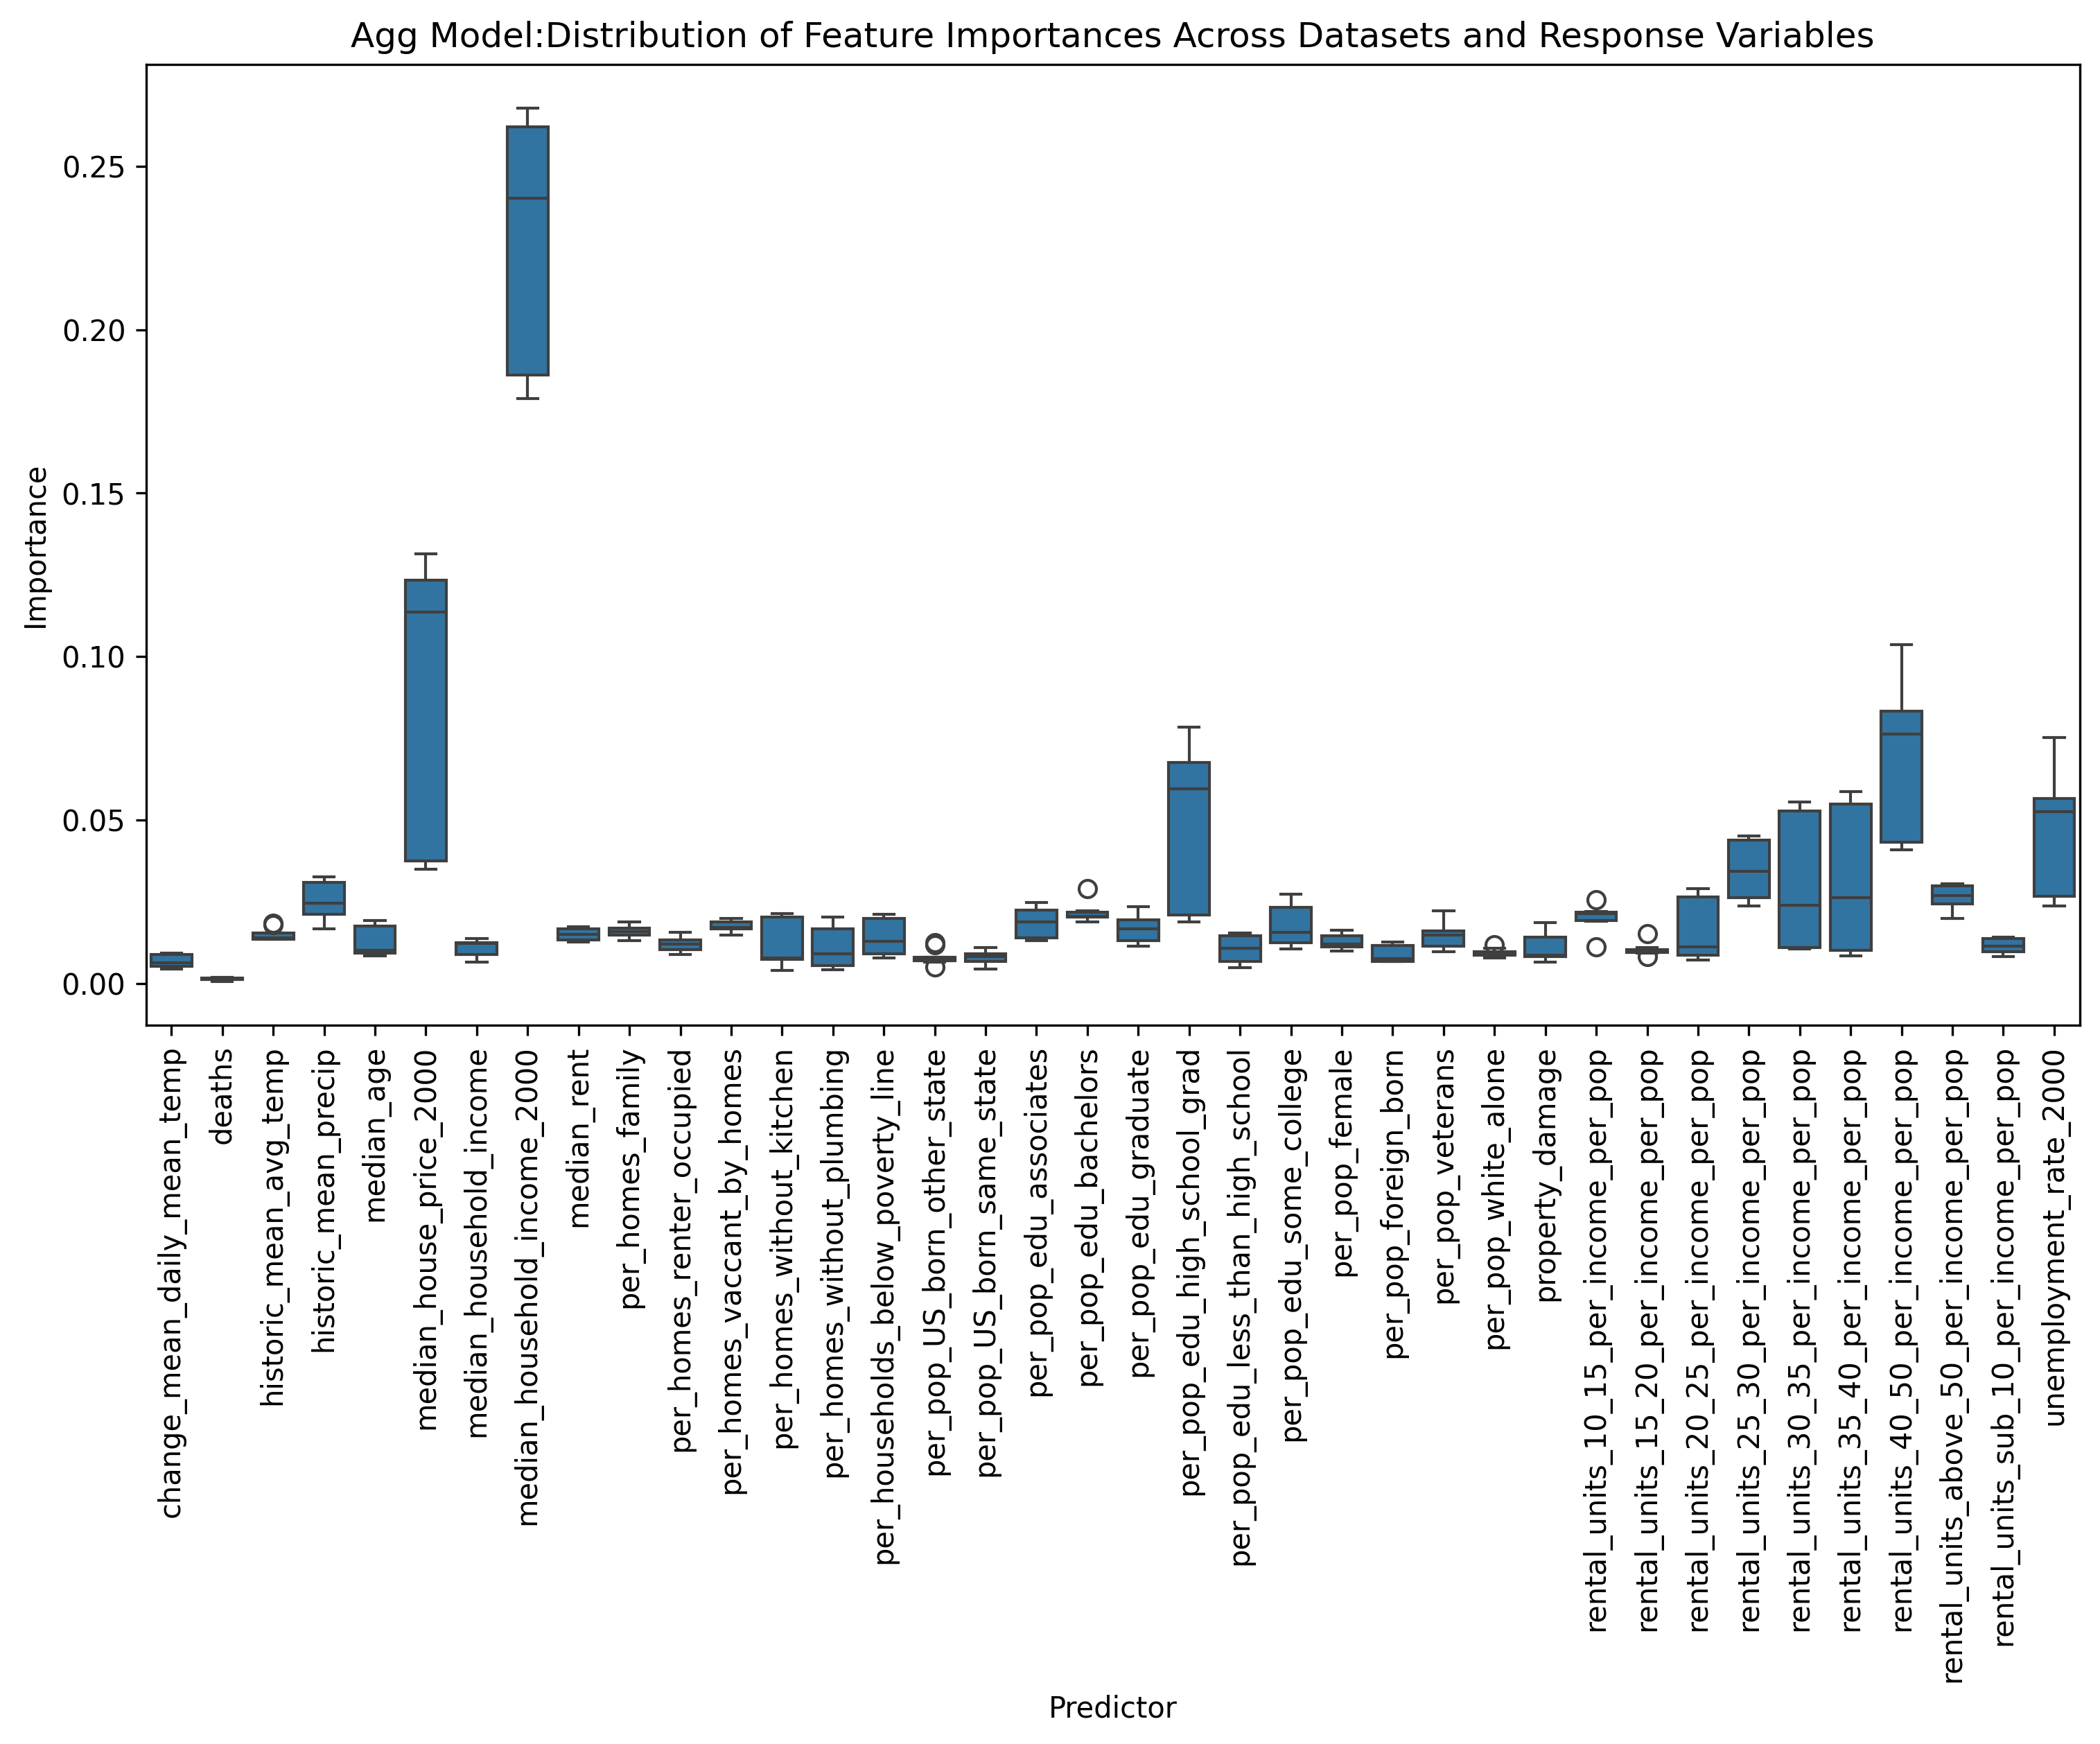 Agg Model:Distribution of Feature Importances Across Datasets and Response Variables
Importance
0.25
0.20
0.15
0.10
0.05
0.00
change_mean_daily_mean_temp
deaths
historic_mean_avg_temp
historic_mean_precip
median_age
median_house_price_2000
median_household_income
median_household_income_2000
median_rent
per_homes_family
per_homes_renter_occupied
per_homes_vaccant_by_homes
per_homes_without_kitchen
per_homes_without_plumbing
per_households_below_poverty_line
per_pop_US_born_other_state
per_pop_US_born_same_state
per_pop_edu_associates
per_pop_edu_bachelors
per_pop_edu_graduate
per_pop_edu_high_school_grad
per_pop_edu_less_than_high_school
per_pop_edu_some_college
per_pop_female
per_pop_foreign_born
per_pop_veterans
per_pop_white_alone
property_damage
rental_units_10_15_per_income_per_pop
rental_units_15_20_per_income_per_pop
rental_units_20_25_per_income_per_pop
rental_units_25_30_per_income_per_pop
rental_units_30_35_per_income_per_pop
rental_units_35_40_per_income_per_pop
rental_units_40_50_per_income_per_pop
rental_units_above_50_per_income_per_pop
rental_units_sub_10_per_income_per_pop
unemployment_rate_2000
Predictor